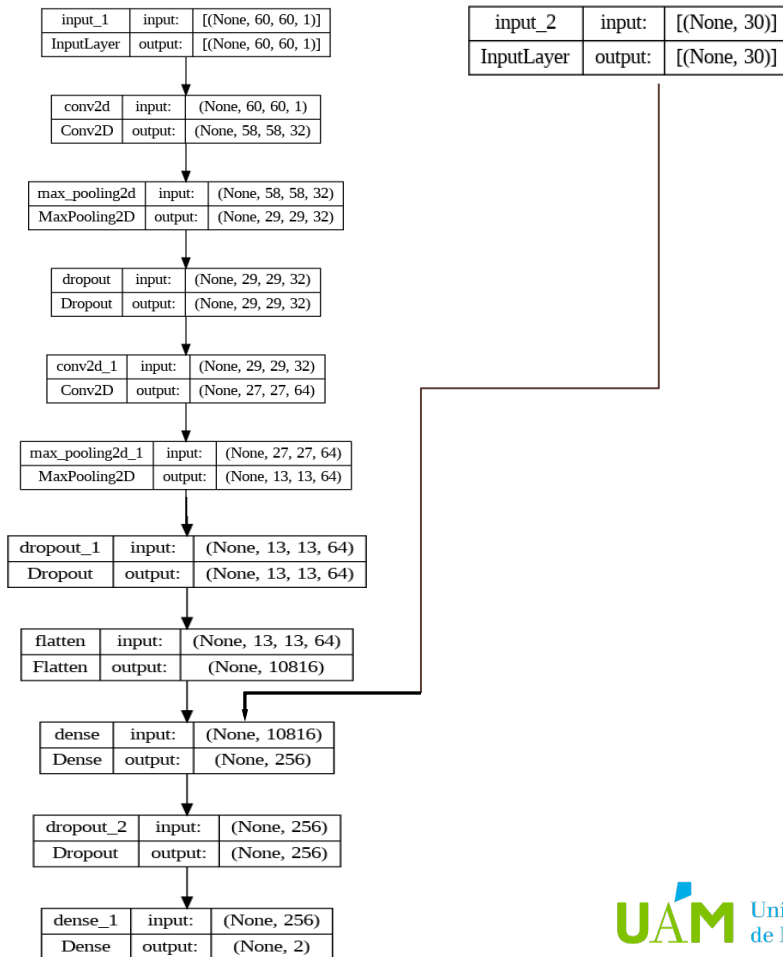 input_1 input: [(None, 60, 60, 1)]
InputLayer output: [(None, 60, 60, 1)]
input_2 input: [(None, 30)]
InputLayer output: [(None, 30)]
conv2d input: (None, 60, 60, 1)
Conv2D output: (None, 58, 58, 32)
max_pooling2d input: (None, 58, 58, 32)
MaxPooling2D output: (None, 29, 29, 32)
dropout input: (None, 29, 29, 32)
Dropout output: (None, 29, 29, 32)
conv2d_1 input: (None, 29, 29, 32)
Conv2D output: (None, 27, 27, 64)
max_pooling2d_1 input: (None, 27, 27, 64)
MaxPooling2D output: (None, 13, 13, 64)
dropout_1 input: (None, 13, 13, 64)
Dropout output: (None, 13, 13, 64)
flatten input: (None, 13, 13, 64)
Flatten output: (None, 10816)
dense input: (None, 10816)
Dense output: (None, 256)
dropout_2 input: (None, 256)
Dropout output: (None, 256)
dense_1 input: (None, 256)
Dense output: (None, 2)
UAM
Uni
de